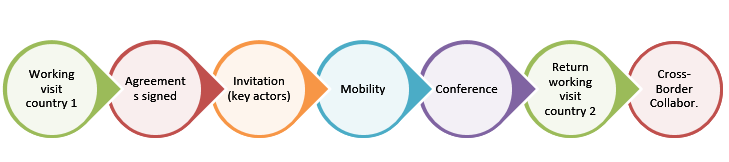 Working
visit
country 1
Agreement
s signed
Invitation
(key actors)
Mobility
Conference
Return
working
visit
country 2
Cross-
Border
Collabor.